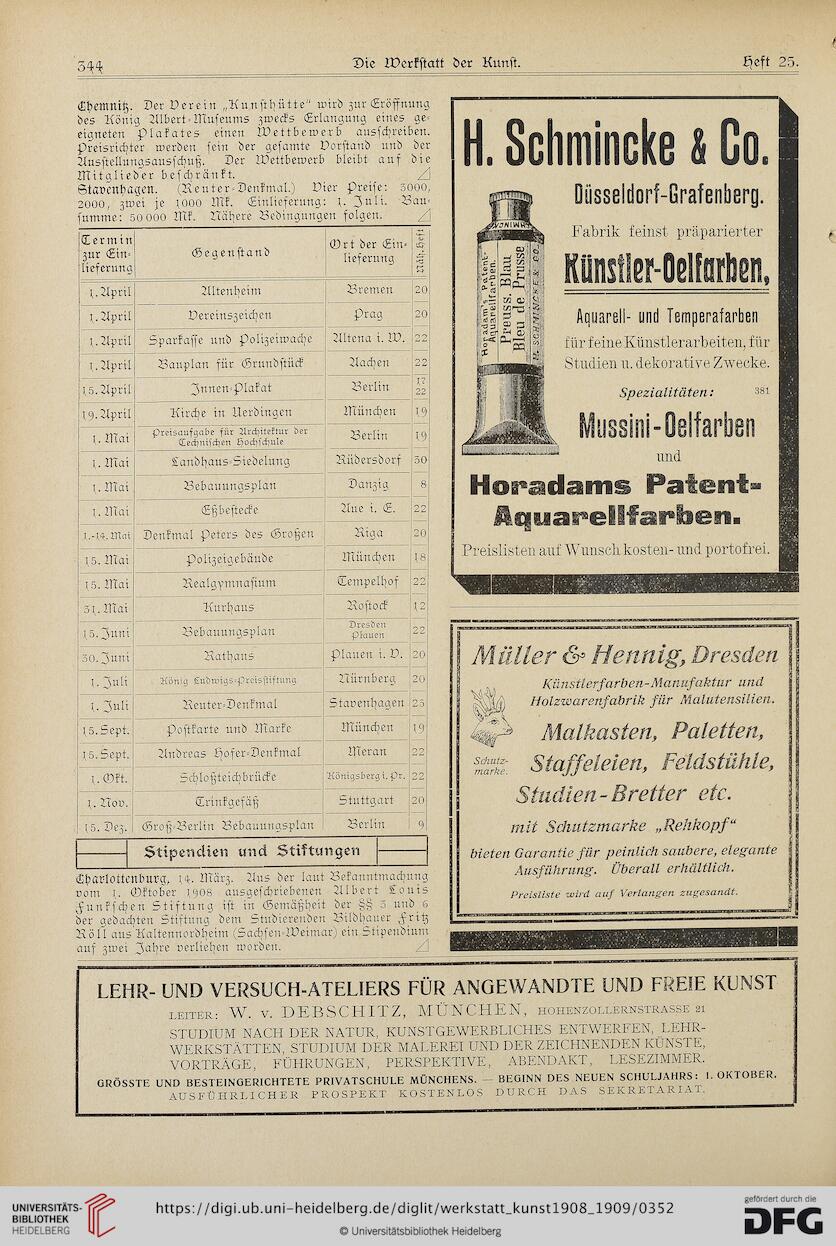 344
Die Werkstatt der Kunst.
Heft 25.
Chemnitz. Der Verein „Kunsthütte" wird zur Eröffnung
des König Albert-Museums zwecks Erlangung eines ge-
eigneten Plakates einen Wettbewerb ausschreiben.
Preisrichter werden sein der gesamte Vorstand und der
Ausstellungsausschuß. Der Wettbewerb bleibt auf die
Mitglieder beschränkt.
Stavenhagen. (Reuter-Denkmal.) Vier Preise: 3000,
2000, zwei je 1000 Mk. Einlieferung: 1. Juli. Bau-
summe: 50000 Mk. Nähere Bedingungen folgen.
Termin zur Ein- lieferung | Gegenstand | Ort der Ein- lieferung | Näh. Heft
1. April Altenheim Bremen 20
1. April Vereinszeichen Prag 20
1. April Sparkasse und Polizeiwache Altena i. W. 22
1. April Bauplan für Grundstück Aachen 22
15. April Innen-Plakat Berlin 17 22
19. April Kirche in Uerdingen München 19
1. Mai Preisaufgabe für Architektur der Technischen Hochschule Berlin 19
1. Mai Landhaus-Siedelung Rüdersdorf 50
1. Mai Bebauungsplan Danzig 8
1. Mai Eßbestecke Aue i. E. 22
1.-14. Mai Denkmal Peters des Großen Riga 20
15. Mai Polizeigebäude München 18
15. Mai Realgymnasium Tempelhof 22
31. Mai Kurhaus Rostock 12
15. Juni Bebauungsplan Dresden Plauen 22
30. Juni Rathaus Plauen i. V. 20
1. Juli König Ludwigs-Preisstiftung Nürnberg 20
1. Juli Reuter-Denkmal Stavenhagen 25
15. Sept. Postkarte und Marke München 19
15. Sept. Andreas Hofer-Denkmal Meran 22
1. Okt. Schloßteichbrücke Königsberg i. Pr. 22
1. Nov. Trinkgefäß Stuttgart 20
15. Dez. Groß-Berlin Bebauungsplan Berlin 9
Stipendien und Stiftungen
Charlottenburg, 14. März. Aus der laut Bekanntmachung
vom 1. Oktober 1908 ausgeschriebenen Albert Louis
Funkschen Stiftung ist in Gemäßheit der §§ 5 und 6
der gedachten Stiftung dem Studierenden Bildhauer Fritz
Röll aus Kaltennordheim (Sachsen-Weimar) ein Stipendium
auf zwei Jahre verliehen worden.
H. Schmincke & Co.
Düsseldorf-Grafenberg.
Fabrik feinst präparierter
Künstler-Oelfarben,
Aquarell- und Temperafarben
für feine Künstlerarbeiten, für
Studien u. dekorative Zwecke.
Spezialitäten: 381
Mussini-Oelfarben
und
Horadams Patent-
Aquarellfarben.
Preislisten auf Wunsch kosten- und portofrei.
Horadam's Patent-
Aquarellfarben.
Preuss. Blau
Bleu de Prusse
H. SCHMINCKE & CO.
Müller & Hennig, Dresden
Künstlerfarben-Manufaktur und
Holzwarenfabrik für Malutensilien.
Malkasten, Paletten,
Schutz-
marke.
Staffeleien, Feldstühle,
Studien-Bretter etc.
mit Schutzmarke „Rehkopf"
bieten Garantie für peinlich saubere, elegante
Ausführung. Überall erhältlich.
Preisliste wird auf Verlangen zugesandt.
LEHR- UND VERSUCH-ATELIERS FÜR ANGEWANDTE UND FREIE KUNST
LEITER: W. V. DEBSCHITZ, MÜNCHEN, HOHENZOLLERNSTRASSE 21
STUDIUM NACH DER NATUR, KUNSTGEWERBLICHES ENTWERFEN, LEHR-
WERKSTÄTTEN, STUDIUM DER MALEREI UND DER ZEICHNENDEN KÜNSTE,
VORTRÄGE, FÜHRUNGEN, PERSPEKTIVE, ABENDAKT, LESEZIMMER.
GRÖSSTE UND BESTEINGERICHTETE PRIVATSCHULE MÜNCHENS. — BEGINN DES NEUEN SCHULJAHRS: 1. OKTOBER.
AUSFÜHRLICHER PROSPEKT KOSTENLOS DURCH DAS SEKRETARIAT.
UNIVERSITÄTS-
BIBLIOTHEK
HEIDELBERG
https://digi.ub.uni-heidelberg.de/diglit/werkstatt_kunst1908_1909/0352
© Universitätsbibliothek Heidelberg
gefördert durch die
DFG